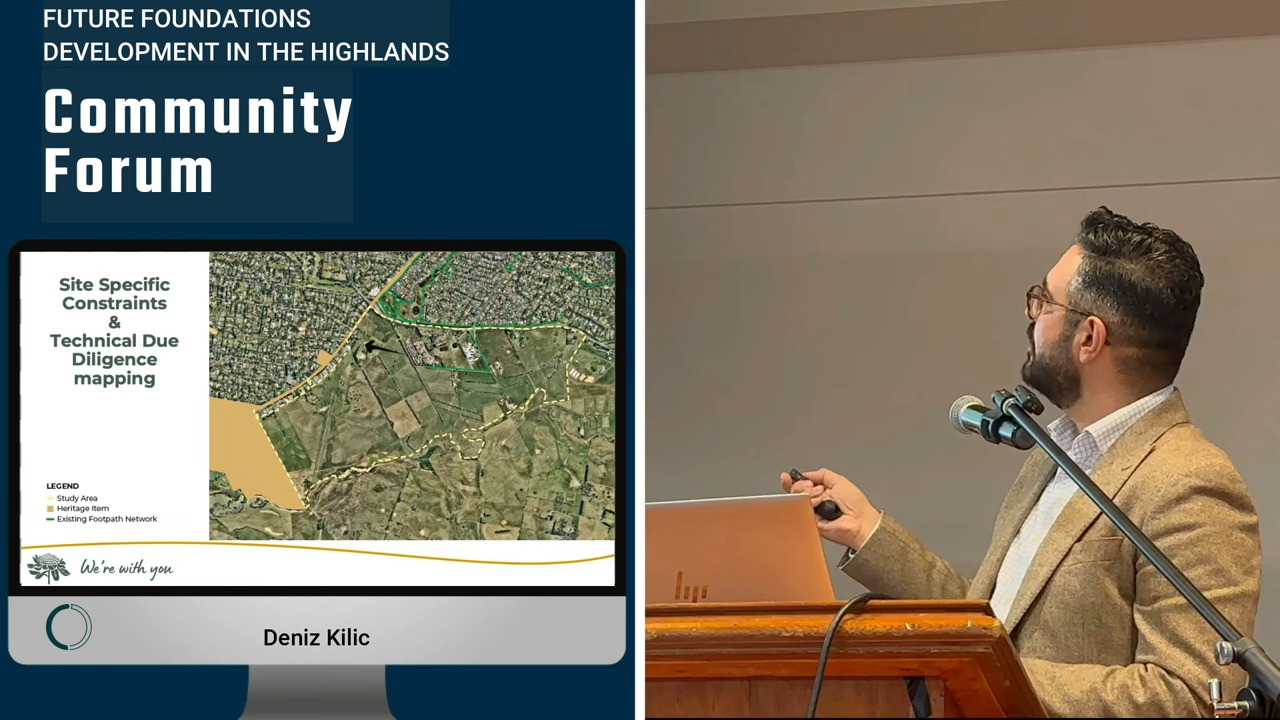 FUTURE FOUNDATIONS
DEVELOPMENT IN THE HIGHLANDS
Community
Forum
Site Specific
Constraints
&
Technical Due
Diligence
mapping
LEGEND
Study Area
Heritage Item
Existing Footpath Network
We're with you
Deniz Kilic